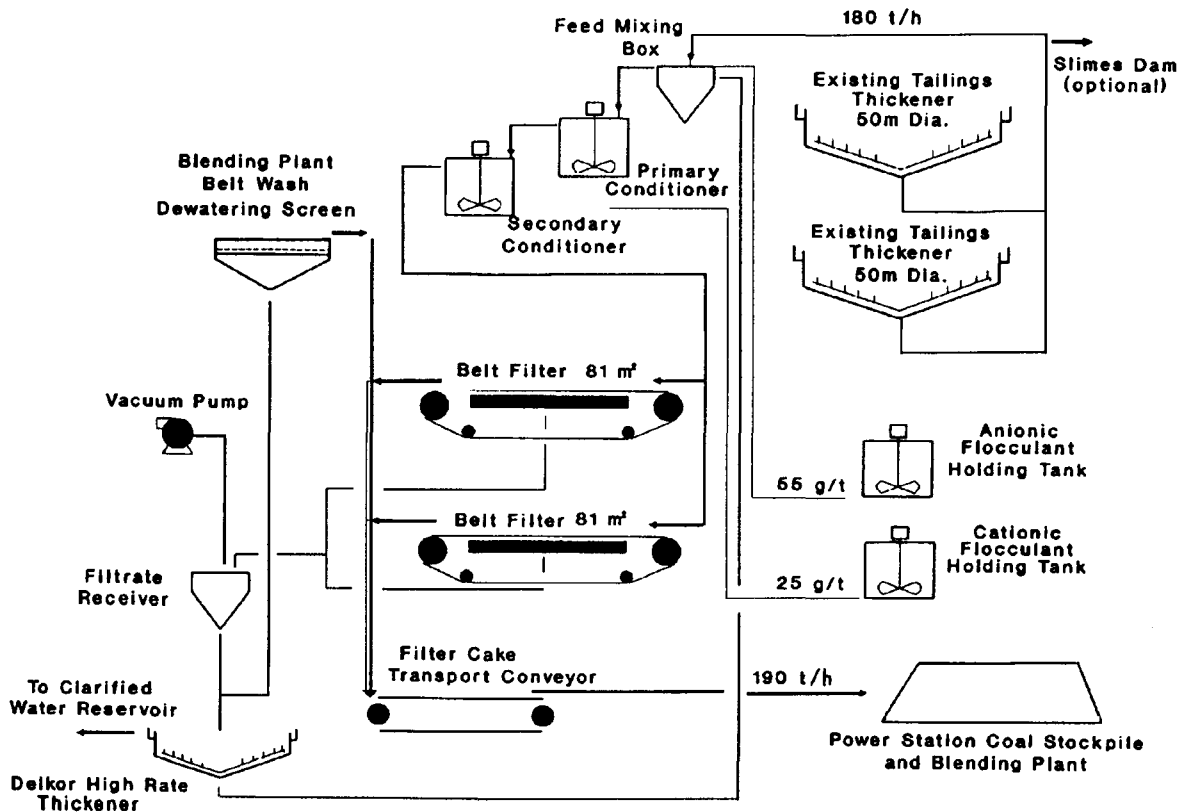 180 t/h
Feed Mixing
Box
Slimes Dam
(optional)
Existing Tailings
Thickener
50m Dia.
Blending Plant
Belt Wash
Dewatering Screen
Primary
Conditioner
Secondary
Conditioner
Existing Tailings
Thickener
50m Dia.
Belt Filter 81 m²
Vacuum Pump
Anionic
Flocculant
Holding Tank
55 g/t
Belt Filter 81 m²
Cationic
Flocculant
Holding Tank
25 g/t
Filtrate
Receiver
Filter Cake
Transport Conveyor
190 t/h
To Clarified
Water Reservoir
Power Station Coal Stockpile
and Blending Plant
Delkor High Rate
Thickener